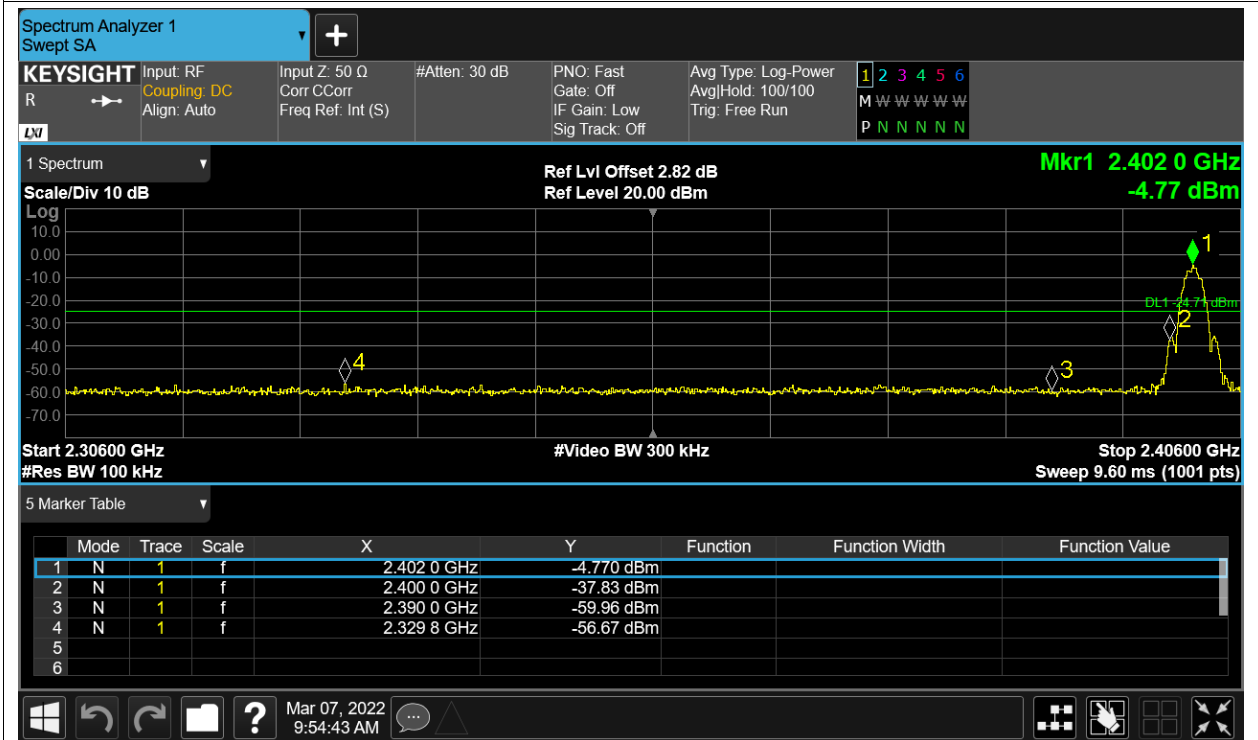 Spectrum Analyzer 1
Swept SA
+
KEYSIGHT
R
LXI
Input: RF
Coupling: DC
Align: Auto
Input Z: 50 Ω
Corr CCorr
Freq Ref: Int (S)
#Atten: 30 dB
PNO: Fast
Gate: Off
IF Gain: Low
Sig Track: Off
Avg Type: Log-Power
Avg|Hold: 100/100
Trig: Free Run
1 2 3 4 5 6
M W W W W W
P N N N N N
1 Spectrum
Scale/Div 10 dB
Ref Lvl Offset 2.82 dB
Ref Level 20.00 dBm
Mkr1 2.402 0 GHz
-4.77 dBm
Log
10.0
0.00
-10.0
-20.0
-30.0
-40.0
-50.0
-60.0
-70.0
1
DL1 -24.71 dBm
2
4
3
Start 2.30600 GHz
#Video BW 300 kHz
Stop 2.40600 GHz
#Res BW 100 kHz
Sweep 9.60 ms (1001 pts)
5 Marker Table
Mode Trace Scale X Y Function Function Width Function Value
1 N 1 f 2.402 0 GHz -4.770 dBm
2 N 1 f 2.400 0 GHz -37.83 dBm
3 N 1 f 2.390 0 GHz -59.96 dBm
4 N 1 f 2.329 8 GHz -56.67 dBm
5
6
?
Mar 07, 2022
9:54:43 AM